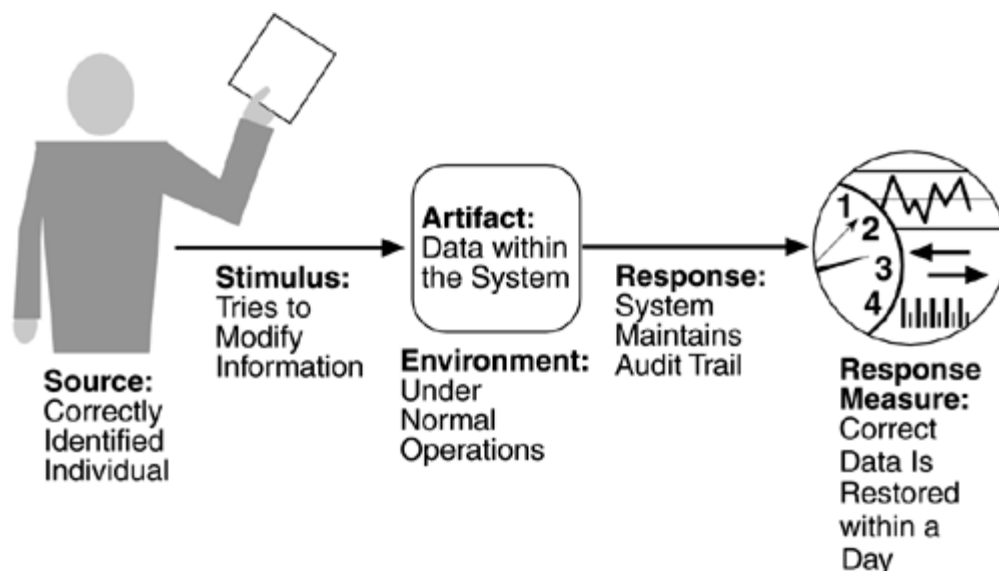 Source:
Correctly
Identified
Individual
Stimulus:
Tries to
Modify
Information
Artifact:
Data within
the System
Environment:
Under
Normal
Operations
Response:
System
Maintains
Audit Trail
1
2
3
4
Response
Measure:
Correct
Data Is
Restored
within a
Day